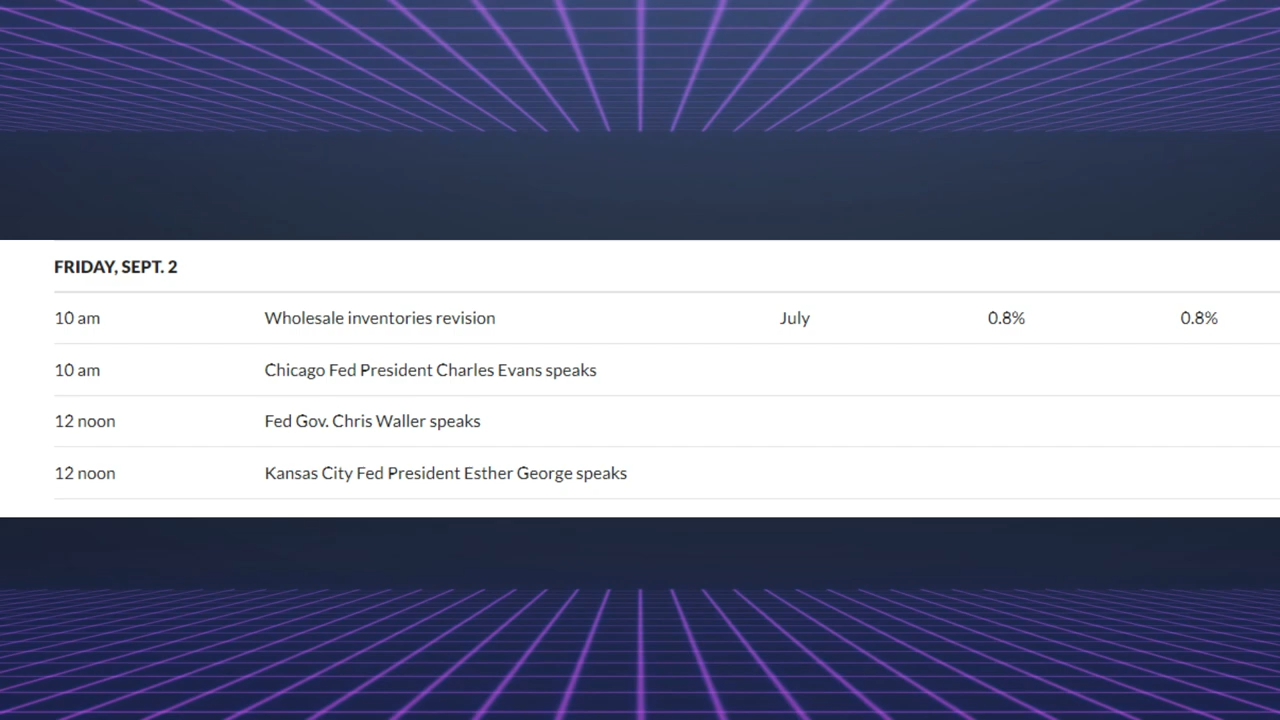 FRIDAY, SEPT. 2
10 am Wholesale inventories revision July 0.8% 0.8%
10 am Chicago Fed President Charles Evans speaks
12 noon Fed Gov. Chris Waller speaks
12 noon Kansas City Fed President Esther George speaks